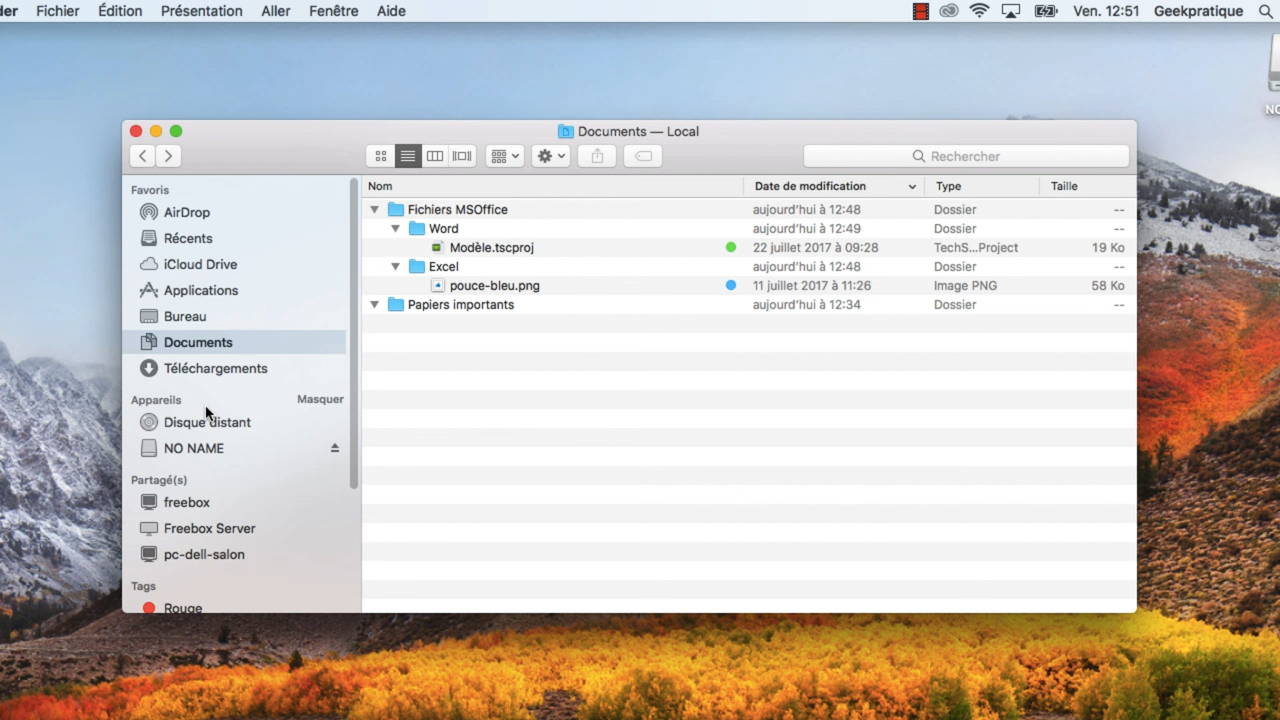 der Fichier Édition Présentation Aller Fenêtre Aide Ven. 12:51 Geekpratique
NO
Documents — Local
Rechercher
Favoris
AirDrop
Récents
iCloud Drive
Applications
Bureau
Documents
Téléchargements
Appareils Masquer
Disque distant
NO NAME
Partagé(s)
freebox
Freebox Server
pc-dell-salon
Tags
Rouge
Nom Date de modification Type Taille
Fichiers MSOffice aujourd'hui à 12:48 Dossier --
Word aujourd'hui à 12:49 Dossier --
Modèle.tscproj 22 juillet 2017 à 09:28 TechS...Project 19 Ko
Excel aujourd'hui à 12:48 Dossier --
pouce-bleu.png 11 juillet 2017 à 11:26 Image PNG 58 Ko
Papiers importants aujourd'hui à 12:34 Dossier --